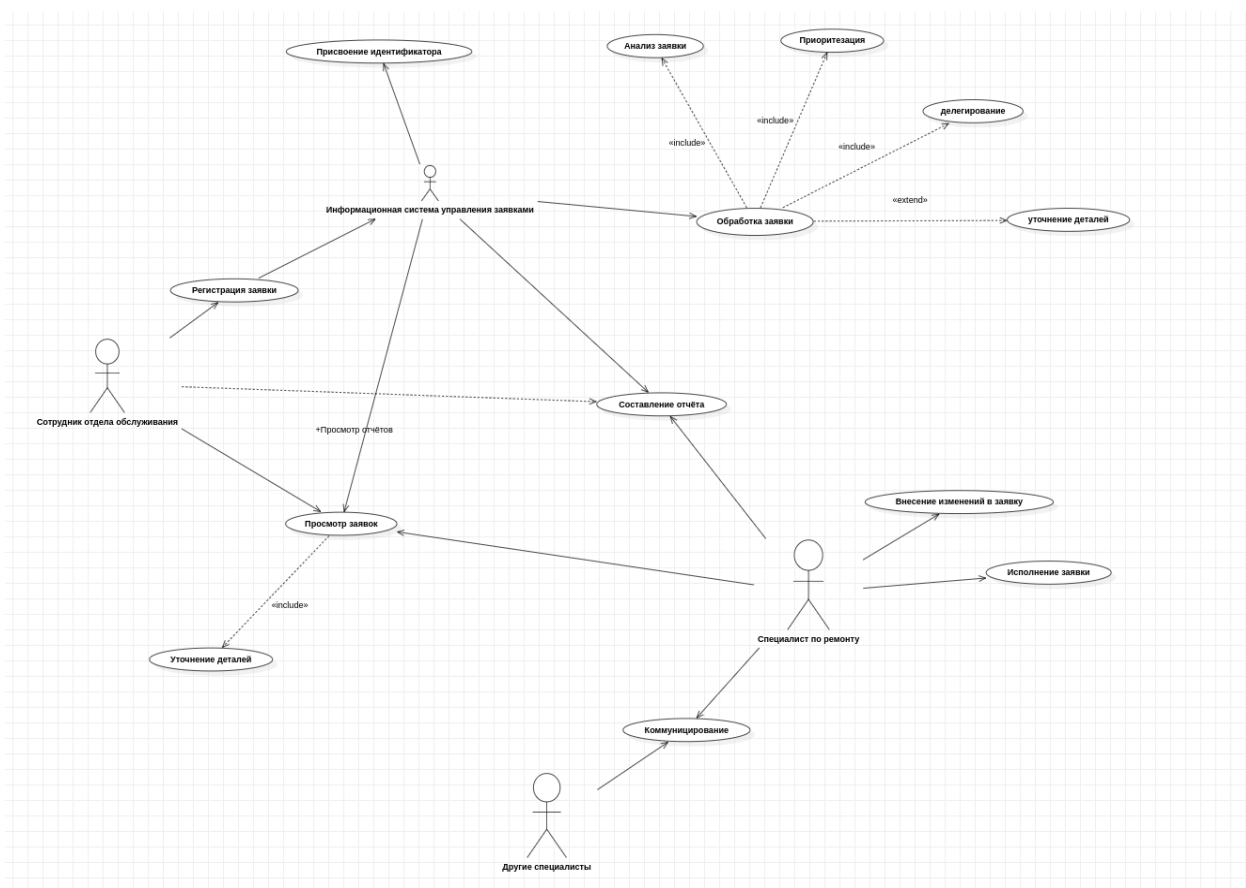 Присвоение идентификатора
Анализ заявки
Приоритезация
делегирование
«include»
«include»
«include»
«extend»
Информационная система управления заявками
Обработка заявки
уточнение деталей
Регистрация заявки
Сотрудник отдела обслуживания
Составление отчёта
+Просмотр отчётов
Просмотр заявок
Внесение изменений в заявку
Исполнение заявки
«include»
Специалист по ремонту
Уточнение деталей
Коммуницирование
Другие специалисты